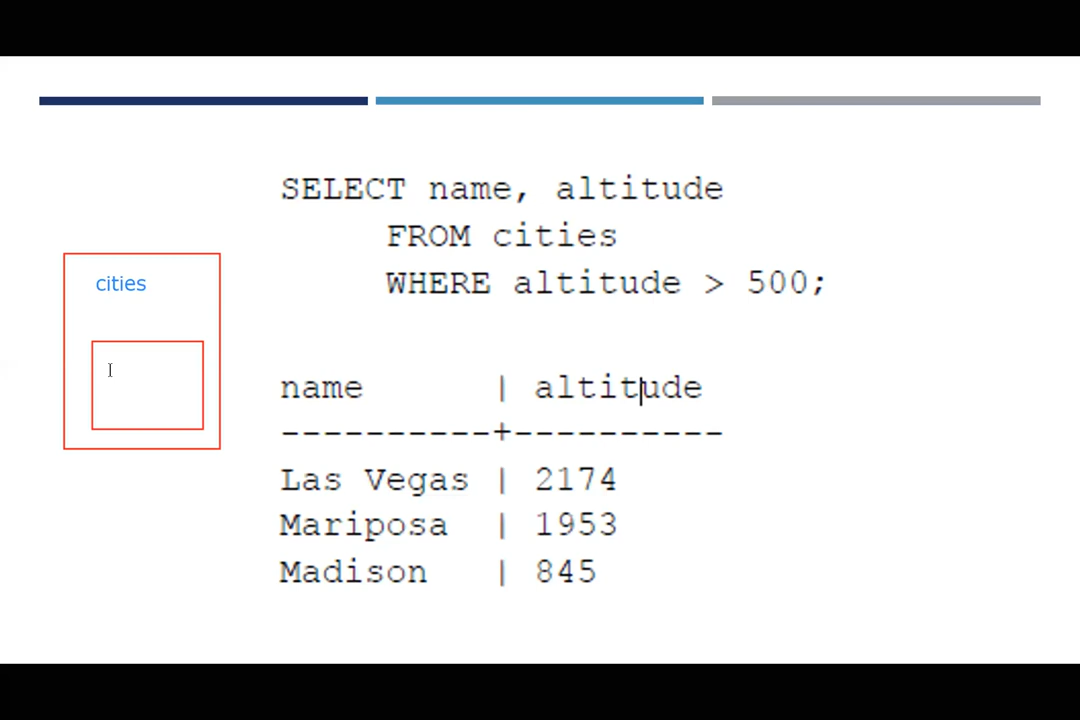 SELECT name, altitude
FROM cities
WHERE altitude > 500;
cities
name | altitude
----------+----------
Las Vegas | 2174
Mariposa | 1953
Madison | 845